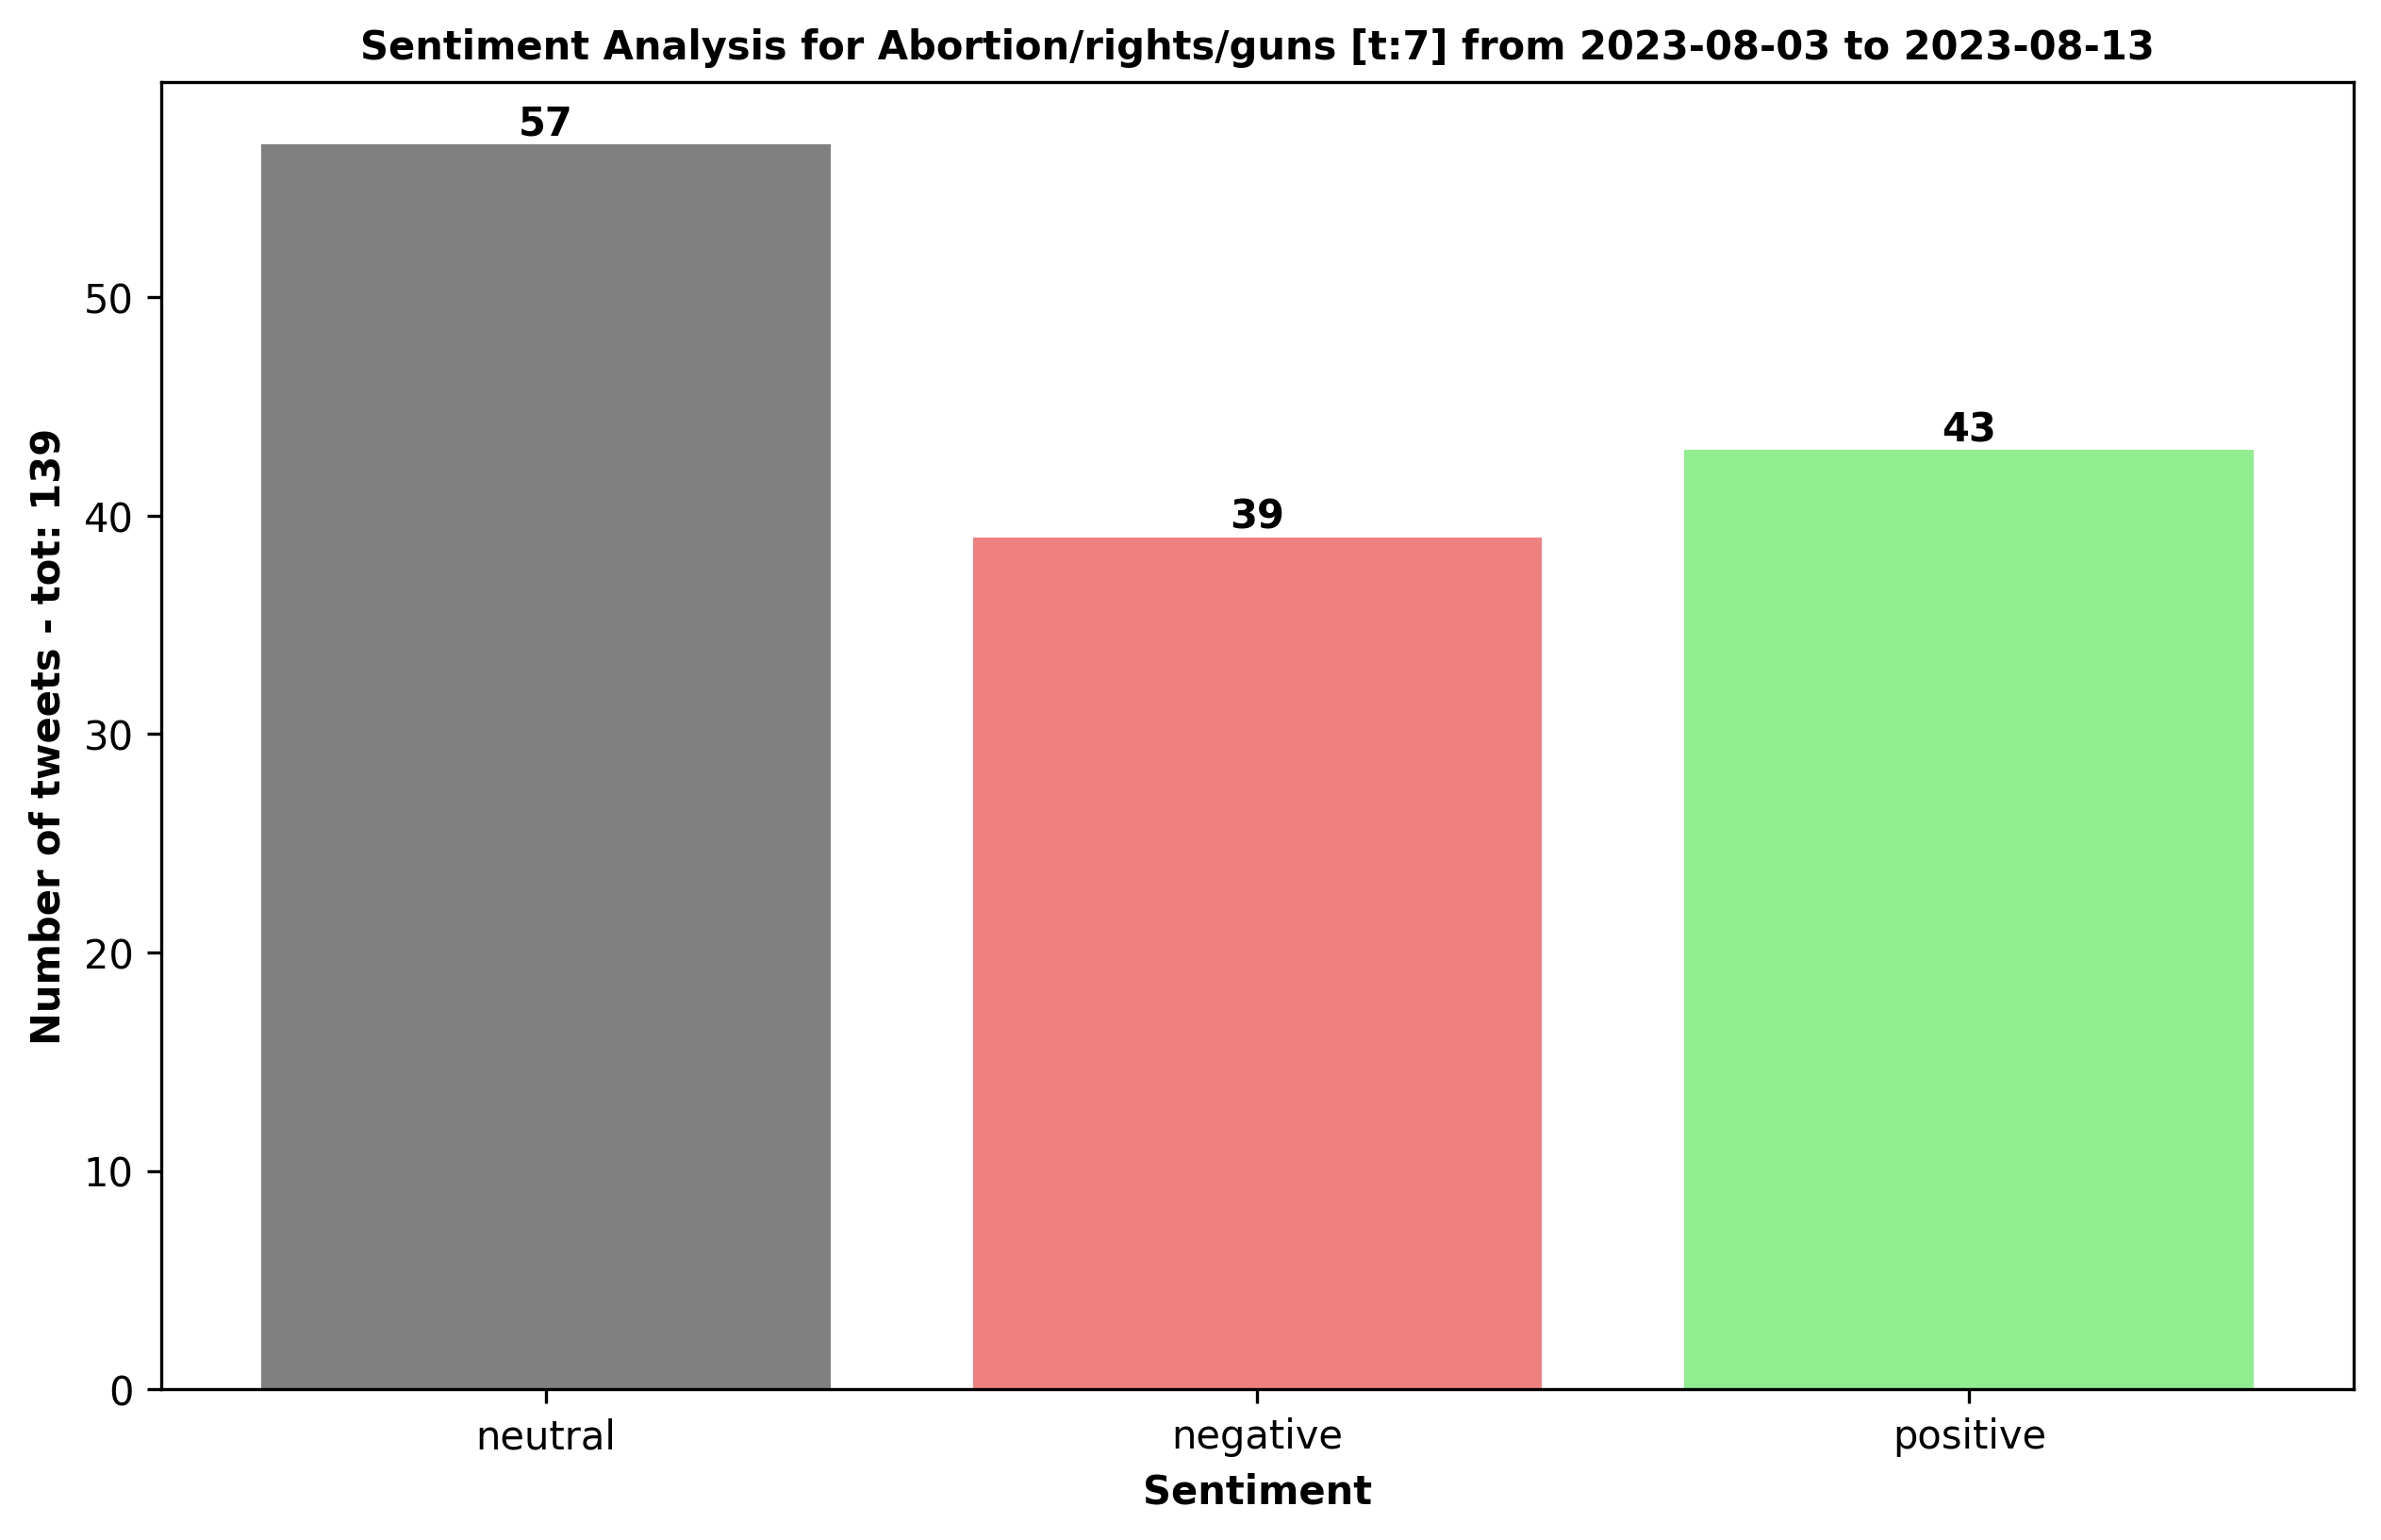 Sentiment Analysis for Abortion/rights/guns [t:7] from 2023-08-03 to 2023-08-13
Number of tweets - tot: 139
50
40
30
20
10
0
57
39
43
neutral
negative
positive
Sentiment